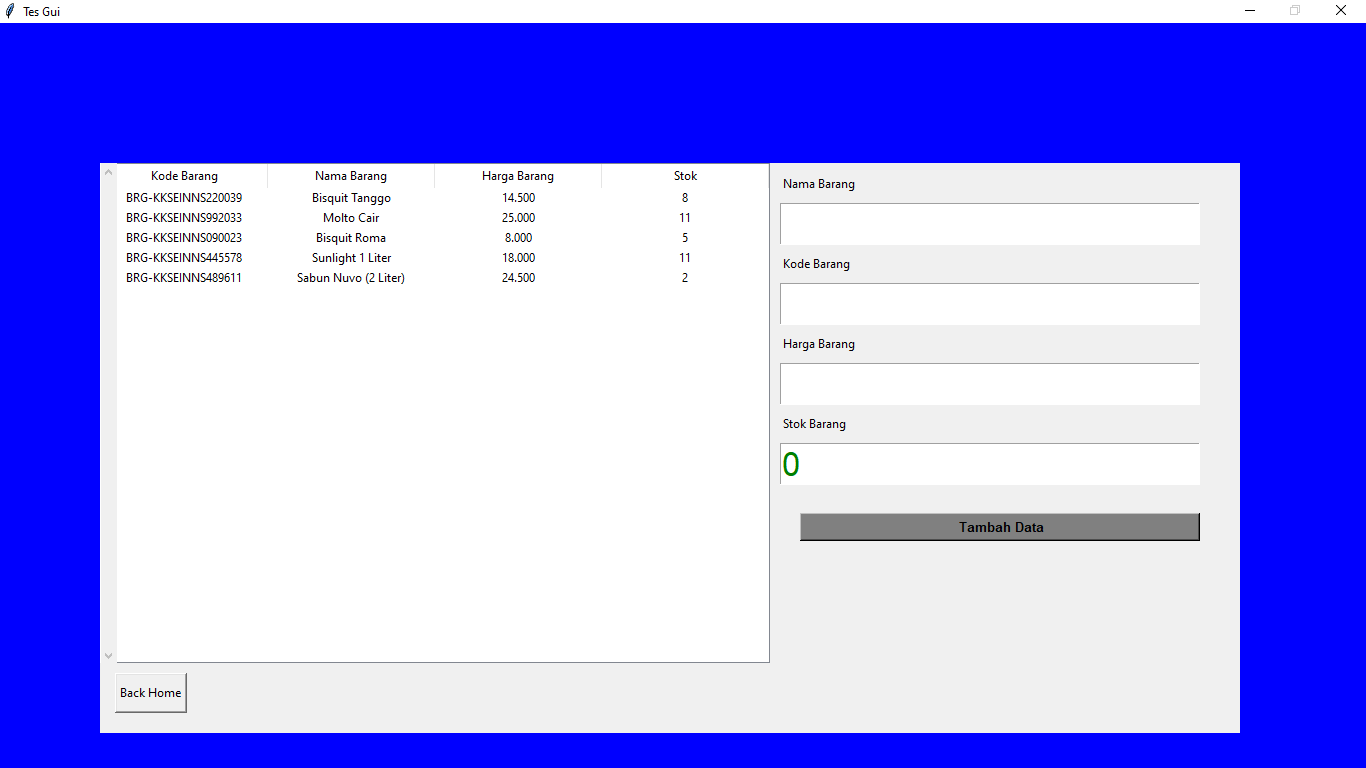 Tes Gui
Kode Barang Nama Barang Harga Barang Stok
BRG-KKSEINNS220039 Bisquit Tanggo 14.500 8
BRG-KKSEINNS992033 Molto Cair 25.000 11
BRG-KKSEINNS090023 Bisquit Roma 8.000 5
BRG-KKSEINNS445578 Sunlight 1 Liter 18.000 11
BRG-KKSEINNS489611 Sabun Nuvo (2 Liter) 24.500 2
Nama Barang
Kode Barang
Harga Barang
Stok Barang
0
Tambah Data
Back Home